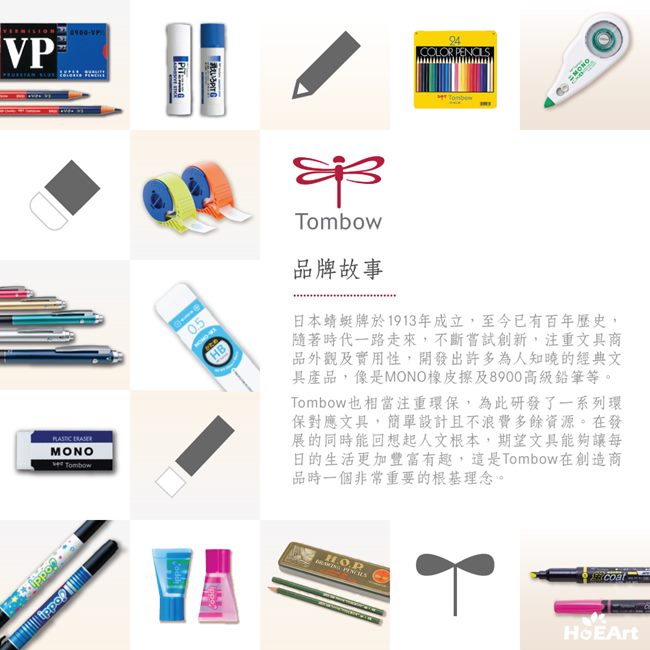 VERMILION
VP
0900-VP
PRUSSIAN BLUE
SUPER QUALITY
COLORED PENCILS
PiT
24
COLOR PENCILS
Tombow
MONO
Tombow
品牌故事
日本蜻蜓牌於1913年成立，至今已有百年歷史，
隨著時代一路走來，不斷嘗試創新，注重文具商
品外觀及實用性，開發出許多為人知曉的經典文
具產品，像是MONO橡皮擦及8900高級鉛筆等。
Tombow也相當注重環保，為此研發了一系列環
保對應文具，簡單設計且不浪費多餘資源。在發
展的同時能回想起人文根本，期望文具能夠讓每
日的生活更加豐富有趣，這是Tombow在創造商
品時一個非常重要的根基理念。
0.5
HB
PLASTIC ERASER
MONO
Tombow
ippo!
ippo!
H.O.P.
DRAWING PENCILS
coat
HoEArt